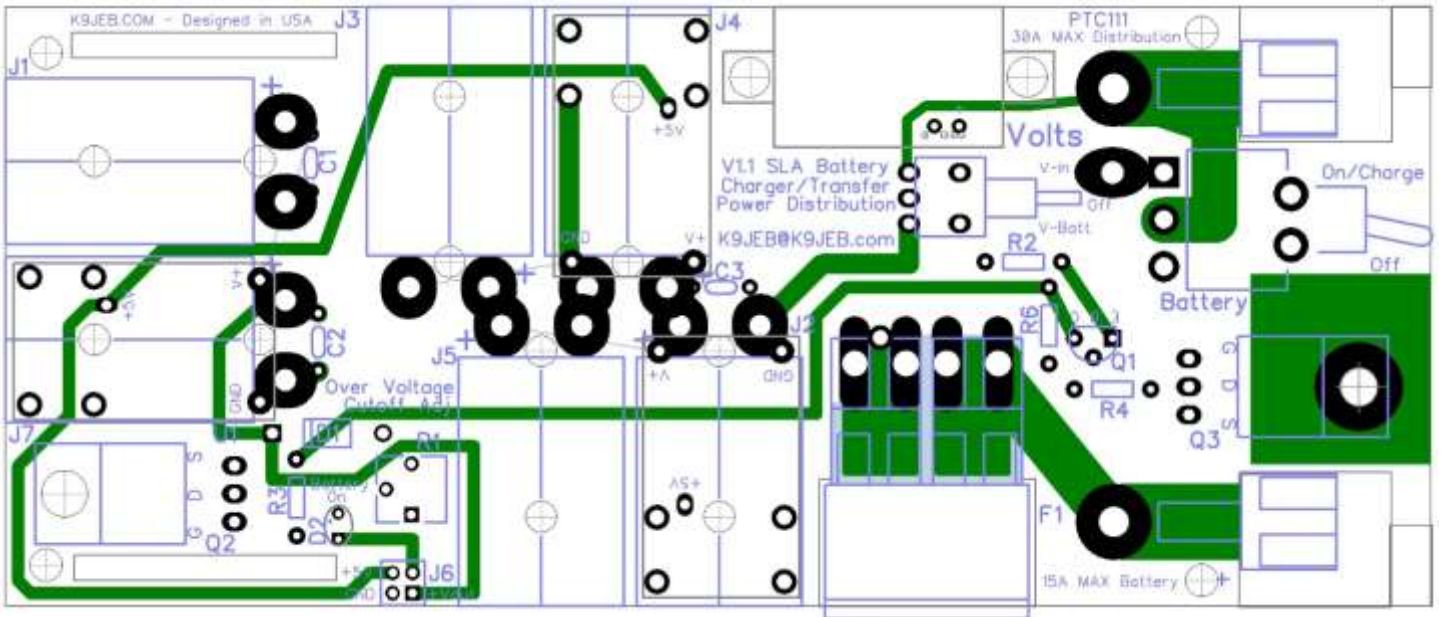 K9JEB.COM - Designed in USA
J3
J4
PTC111
30A MAX Distribution
J1
+
+5V
C1
Volts
V1.1 SLA Battery
Charger/Transfer
Power Distribution
K9JEB@K9JEB.com
V-in
Off
V-Batt
On/Charge
Off
GND
V+
R2
Battery
V+
+5V
+
C3
J2
C2
R6
Q1
J5
+
+
V+
GND
G
D
S
GND
Over Voltage
Cutoff Adj
R4
Q3
J7
D1
R1
S
D
G
Battery
On
+5V
R3
D2
Q2
F1
+5V
J6
GND
15A MAX Battery
+